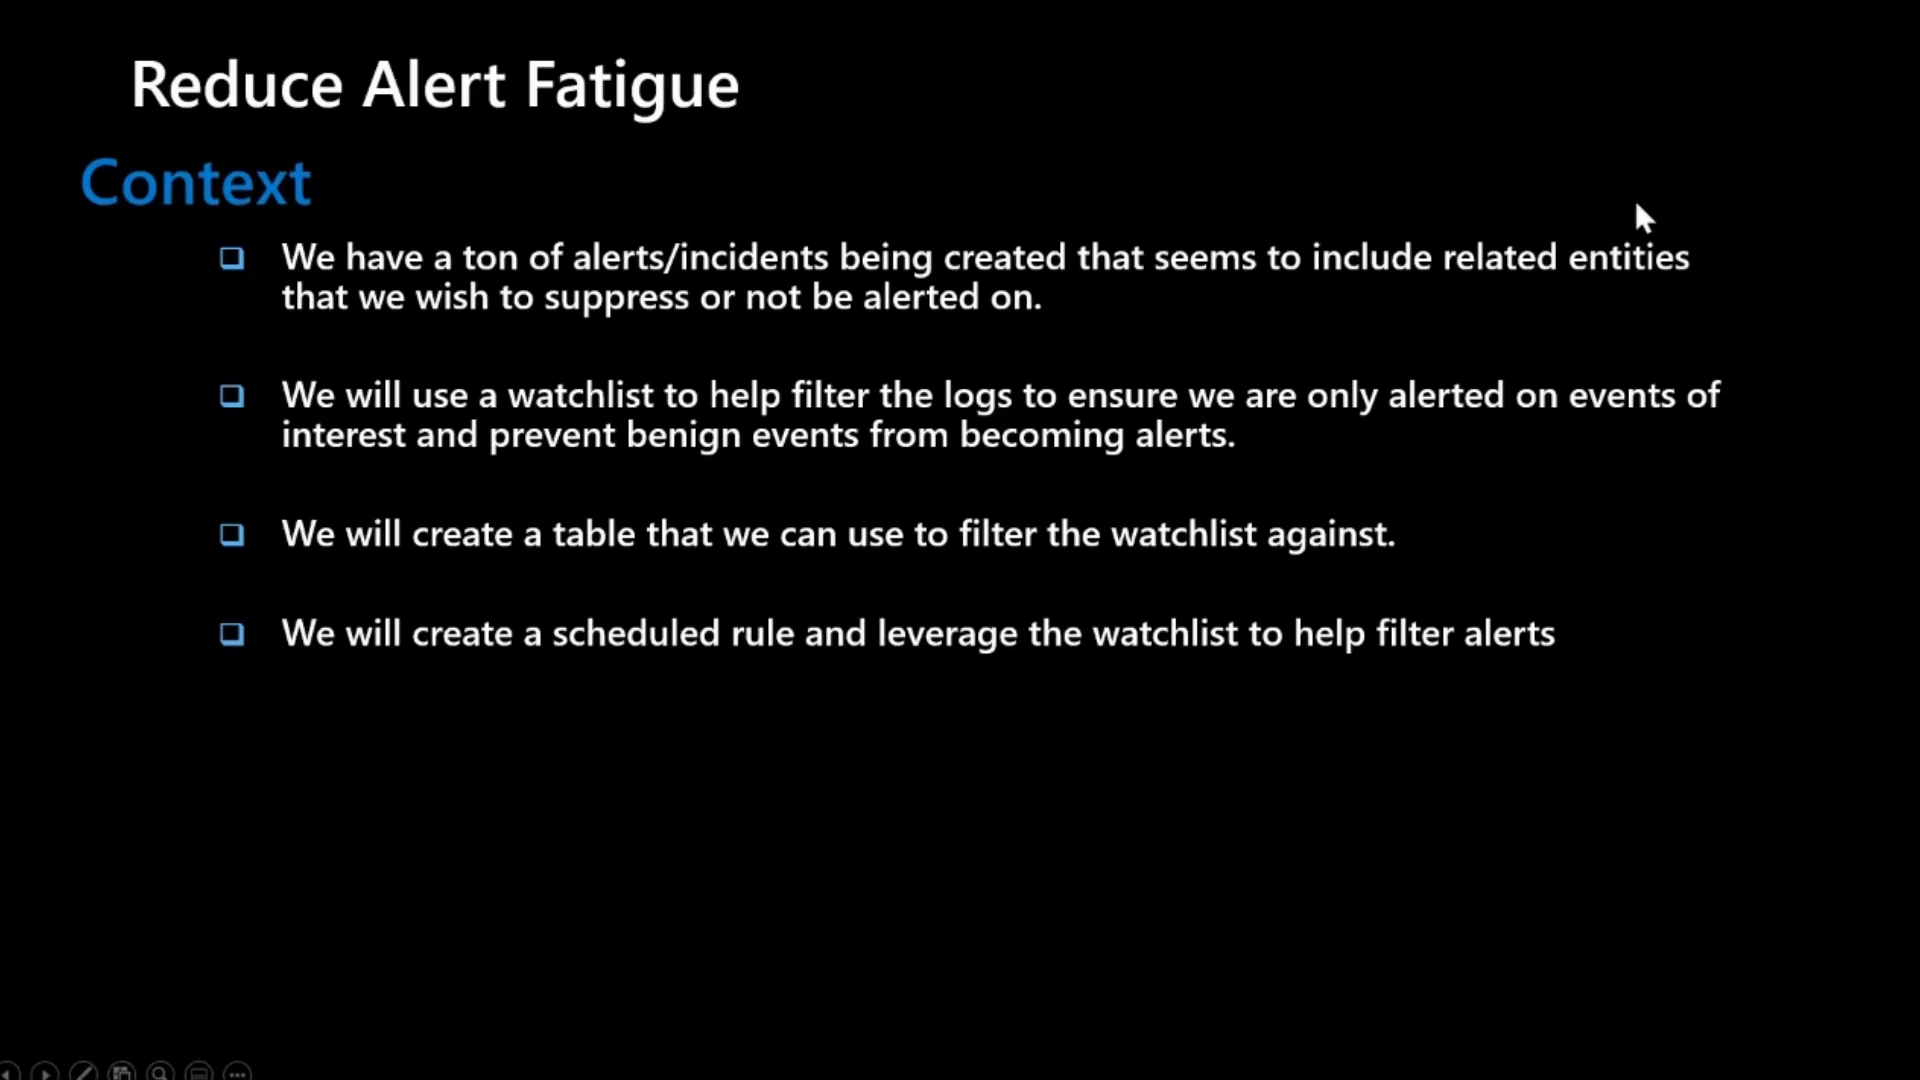 Reduce Alert Fatigue
Context
We have a ton of alerts/incidents being created that seems to include related entities
that we wish to suppress or not be alerted on.
We will use a watchlist to help filter the logs to ensure we are only alerted on events of
interest and prevent benign events from becoming alerts.
We will create a table that we can use to filter the watchlist against.
We will create a scheduled rule and leverage the watchlist to help filter alerts